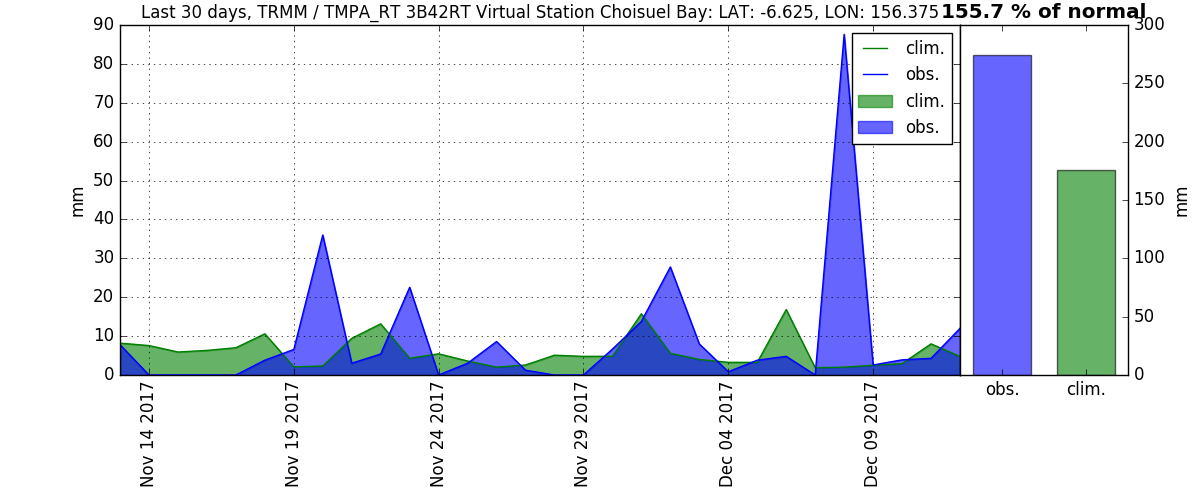 Last 30 days, TRMM / TMPA_RT 3B42RT Virtual Station Choisuel Bay: LAT: -6.625, LON: 156.375
155.7 % of normal
90
80
70
60
50
40
30
20
10
0
mm
clim.
obs.
clim.
obs.
Nov 14 2017
Nov 19 2017
Nov 24 2017
Nov 29 2017
Dec 04 2017
Dec 09 2017
300
250
200
150
100
50
0
mm
obs.
clim.